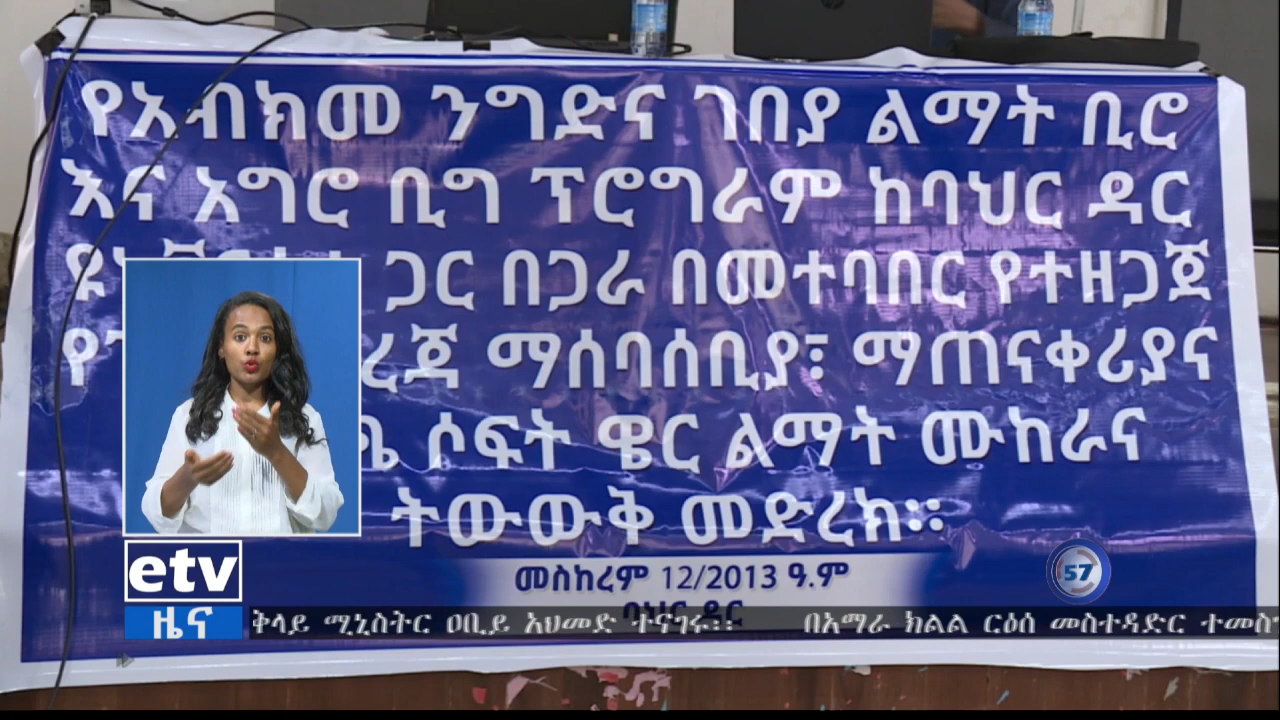 የአብክመ ንግድና ገበያ ልማት ቢሮ
እና አግሮ ቢግ ፕሮግራም ከባህር ዳር
ጋር በጋራ በመተባበር የተዘጋጀ
ማሰባሰቢያ፣ ማጠናቀሪያና
ሶፍት ዌር ልማት ሙከራና
ትውውቅ መድረክ።
መስከረም 12/2013 ዓ.ም
ባህር ዳር
etv
57
ዜና
ቅላይ ሚኒስትር ዐቢይ አህመድ ተናገሩ፡፡ በአማራ ክልል ርዕሰ መስተዳድር